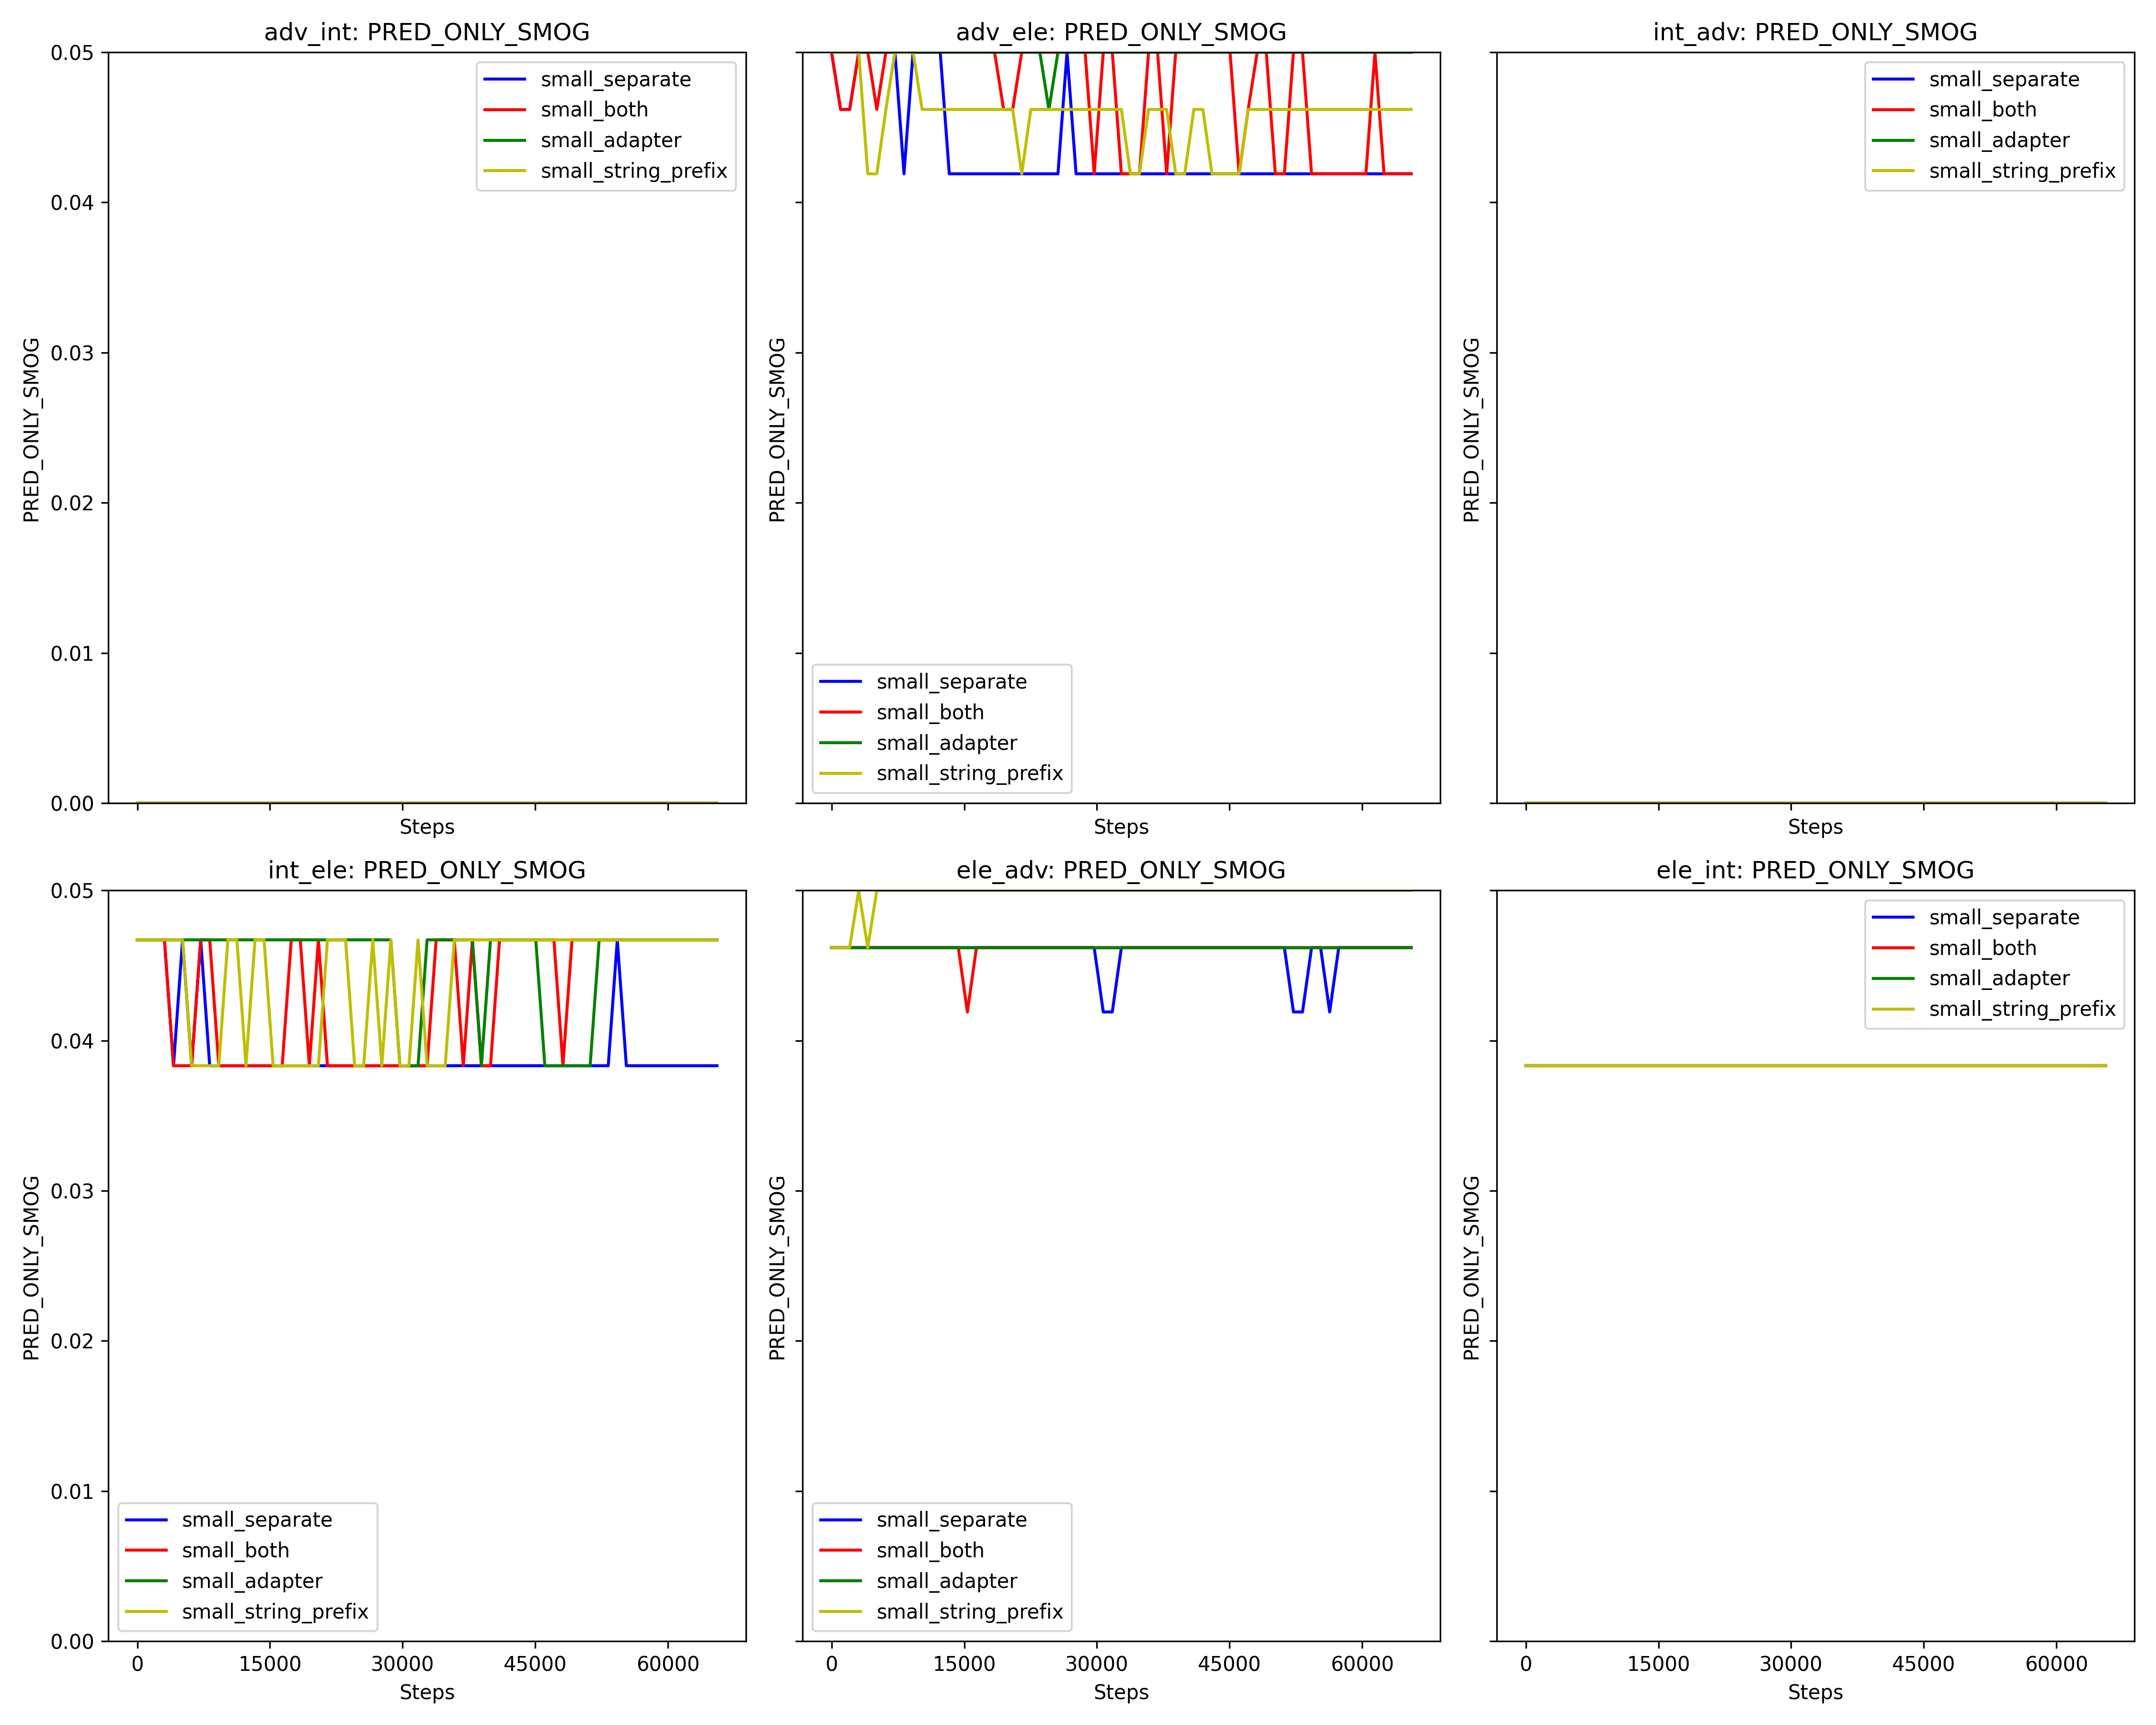 adv_int: PRED_ONLY_SMOG
PRED_ONLY_SMOG
0.05
0.04
0.03
0.02
0.01
0.00
small_separate
small_both
small_adapter
small_string_prefix
Steps
adv_ele: PRED_ONLY_SMOG
PRED_ONLY_SMOG
small_separate
small_both
small_adapter
small_string_prefix
Steps
int_adv: PRED_ONLY_SMOG
PRED_ONLY_SMOG
small_separate
small_both
small_adapter
small_string_prefix
Steps
int_ele: PRED_ONLY_SMOG
PRED_ONLY_SMOG
0.05
0.04
0.03
0.02
0.01
0.00
small_separate
small_both
small_adapter
small_string_prefix
0 15000 30000 45000 60000
Steps
ele_adv: PRED_ONLY_SMOG
PRED_ONLY_SMOG
small_separate
small_both
small_adapter
small_string_prefix
0 15000 30000 45000 60000
Steps
ele_int: PRED_ONLY_SMOG
PRED_ONLY_SMOG
small_separate
small_both
small_adapter
small_string_prefix
0 15000 30000 45000 60000
Steps